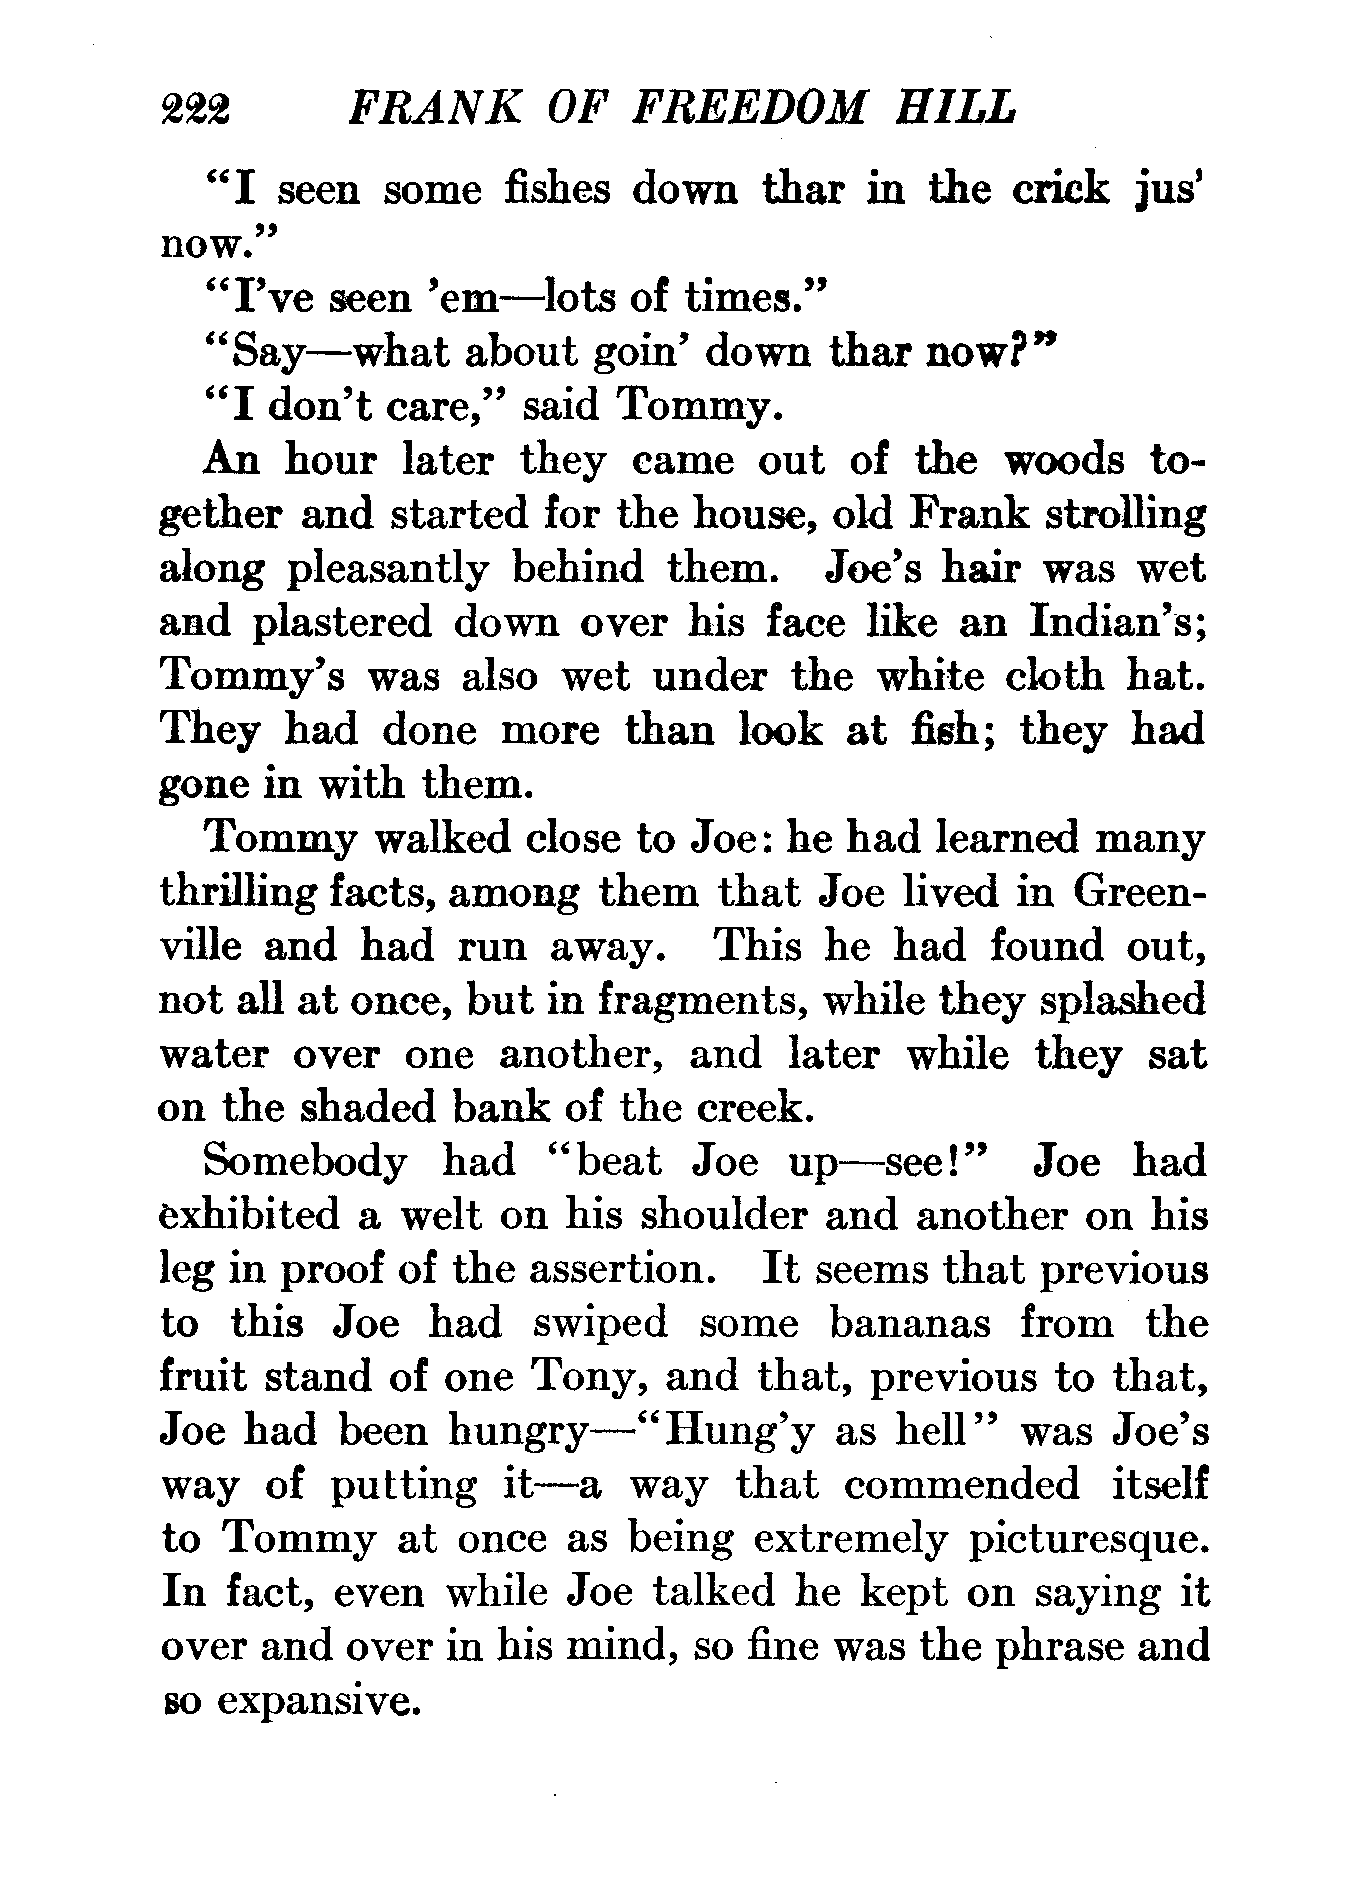 222 FRANK OF FREEDOM HILL
“I seen some fishes down thar in the crick jus’
now.”
“I’ve seen ’em—lots of times.”
“Say—what about goin’ down thar now?”
“I don’t care,” said Tommy.
An hour later they came out of the woods to-
gether and started for the house, old Frank strolling
along pleasantly behind them. Joe’s hair was wet
and plastered down over his face like an Indian’s;
Tommy’s was also wet under the white cloth hat.
They had done more than look at fish; they had
gone in with them.
Tommy walked close to Joe: he had learned many
thrilling facts, among them that Joe lived in Green-
ville and had run away. This he had found out,
not all at once, but in fragments, while they splashed
water over one another, and later while they sat
on the shaded bank of the creek.
Somebody had “beat Joe up—see!” Joe had
exhibited a welt on his shoulder and another on his
leg in proof of the assertion. It seems that previous
to this Joe had swiped some bananas from the
fruit stand of one Tony, and that, previous to that,
Joe had been hungry—“Hung’y as hell” was Joe’s
way of putting it—a way that commended itself
to Tommy at once as being extremely picturesque.
In fact, even while Joe talked he kept on saying it
over and over in his mind, so fine was the phrase and
so expansive.